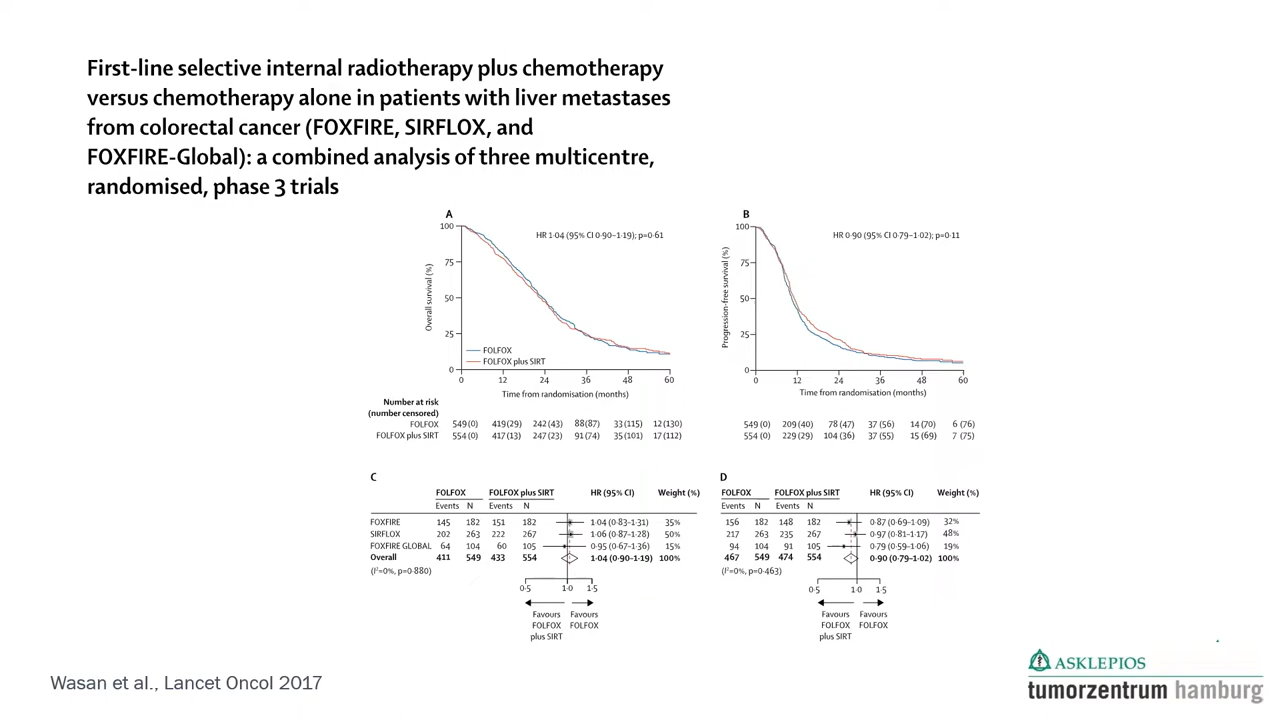 First-line selective internal radiotherapy plus chemotherapy
versus chemotherapy alone in patients with liver metastases
from colorectal cancer (FOXFIRE, SIRFLOX, and
FOXFIRE-Global): a combined analysis of three multicentre,
randomised, phase 3 trials
A
HR 1·04 (95% CI 0·90–1·19); p=0·61
Overall survival (%)
100
75
50
25
0
FOLFOX
FOLFOX plus SIRT
0 12 24 36 48 60
Time from randomisation (months)
Number at risk
(number censored)
FOLFOX 549 (0) 419 (29) 242 (43) 88 (87) 33 (115) 12 (130)
FOLFOX plus SIRT 554 (0) 417 (13) 247 (23) 91 (74) 35 (101) 17 (112)
B
HR 0·90 (95% CI 0·79–1·02); p=0·11
Progression-free survival (%)
100
75
50
25
0
0 12 24 36 48 60
Time from randomisation (months)
549 (0) 209 (40) 78 (47) 37 (56) 14 (70) 6 (76)
554 (0) 229 (29) 104 (36) 37 (55) 15 (69) 7 (75)
C
FOLFOX FOLFOX plus SIRT HR (95% CI) Weight (%)
Events N Events N
FOXFIRE 145 182 151 182 1·04 (0·83–1·31) 35%
SIRFLOX 202 263 222 267 1·06 (0·87–1·28) 50%
FOXFIRE GLOBAL 64 104 60 105 0·95 (0·67–1·36) 15%
Overall 411 549 433 554 1·04 (0·90–1·19) 100%
(I²=0%, p=0·880)
0·5 1·0 1·5
Favours FOLFOX plus SIRT
Favours FOLFOX
D
FOLFOX FOLFOX plus SIRT HR (95% CI) Weight (%)
Events N Events N
156 182 148 182 0·87 (0·69–1·09) 32%
217 263 235 267 0·97 (0·81–1·17) 48%
94 104 91 105 0·79 (0·59–1·06) 19%
467 549 474 554 0·90 (0·79–1·02) 100%
(I²=0%, p=0·463)
0·5 1·0 1·5
Favours FOLFOX plus SIRT
Favours FOLFOX
Wasan et al., Lancet Oncol 2017
ASKLEPIOS
tumorzentrum hamburg